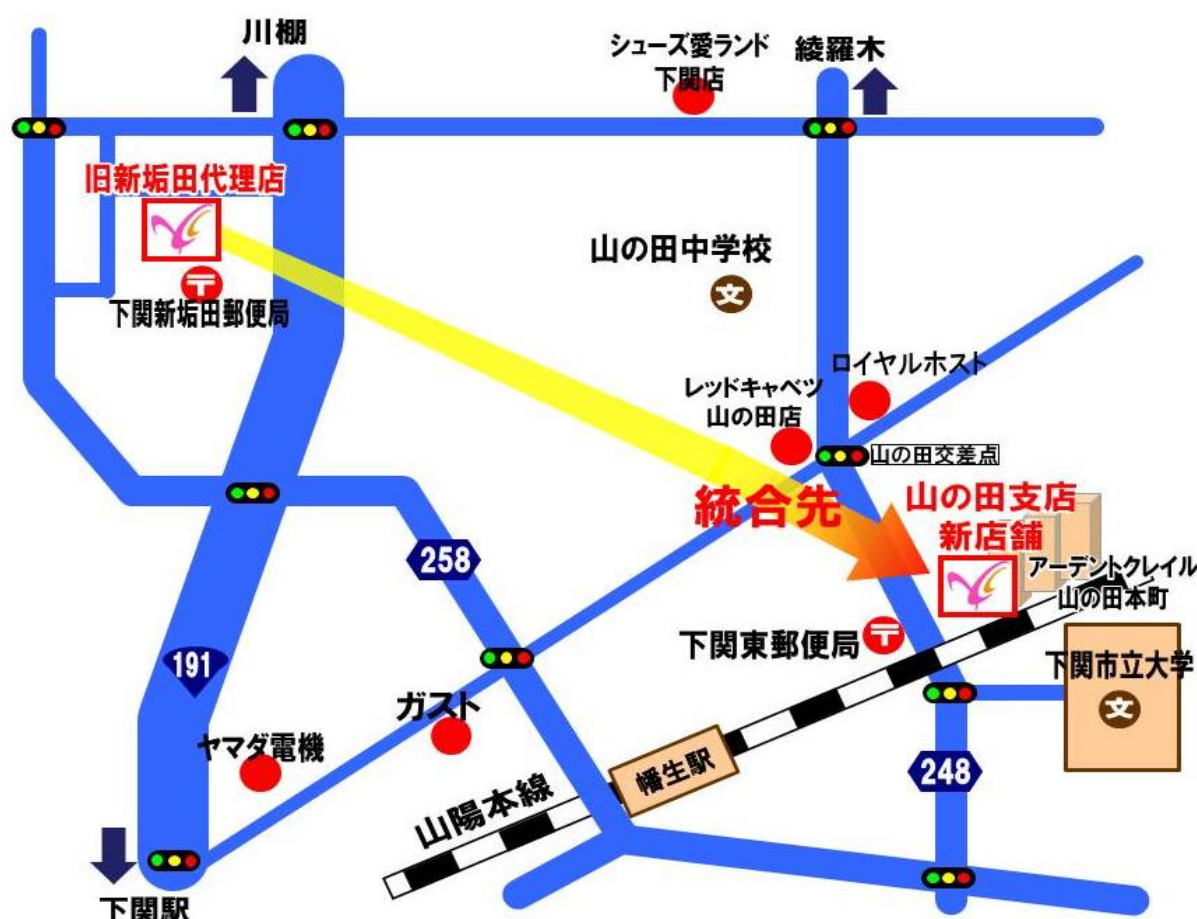 川棚
シューズ愛ランド
下関店
綾羅木
旧新垢田代理店
〒
下関新垢田郵便局
山の田中学校
文
ロイヤルホスト
レッドキャベツ
山の田店
山の田交差点
統合先
山の田支店
新店舗
アーデントクレイル
山の田本町
258
下関東郵便局
〒
下関市立大学
文
191
ガスト
ヤマダ電機
幡生駅
248
山陽本線
下関駅